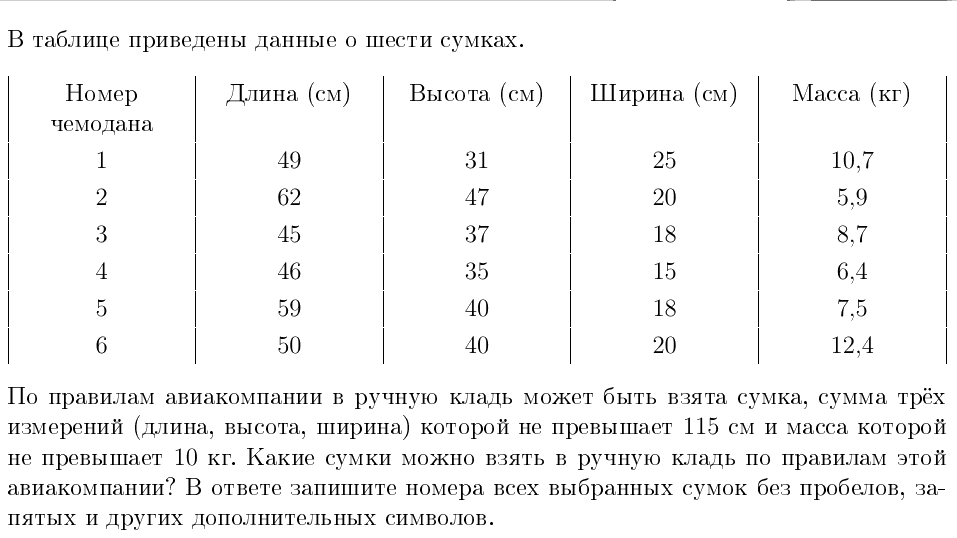 В таблице приведены данные о шести сумках.
Номер чемодана Длина (см) Высота (см) Ширина (см) Масса (кг)
1 49 31 25 10,7
2 62 47 20 5,9
3 45 37 18 8,7
4 46 35 15 6,4
5 59 40 18 7,5
6 50 40 20 12,4
По правилам авиакомпании в ручную кладь может быть взята сумка, сумма трёх
измерений (длина, высота, ширина) которой не превышает 115 см и масса которой
не превышает 10 кг. Какие сумки можно взять в ручную кладь по правилам этой
авиакомпании? В ответе запишите номера всех выбранных сумок без пробелов, за-
пятых и других дополнительных символов.